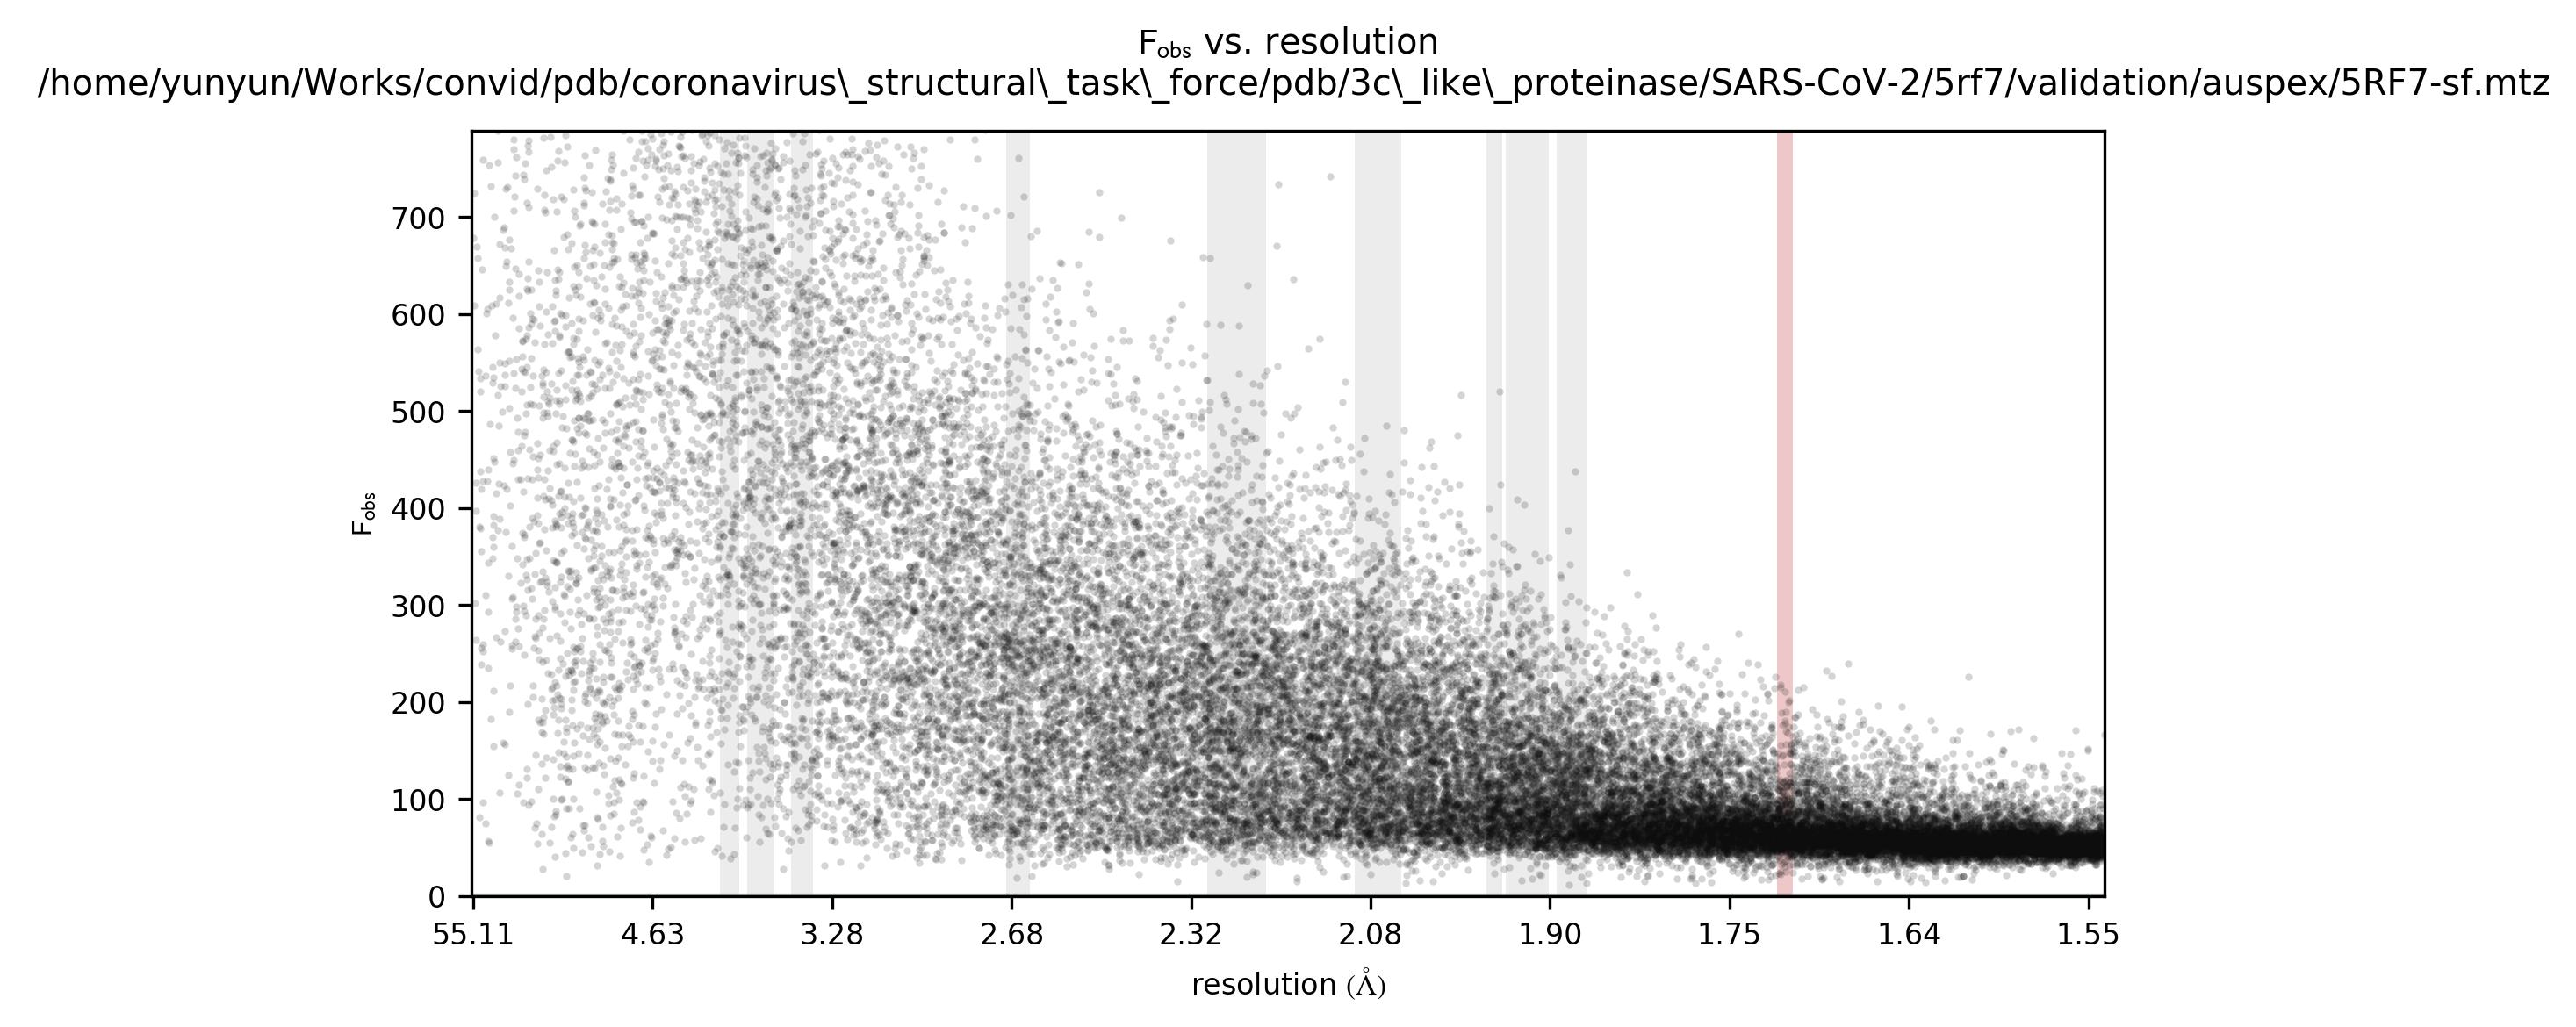 Fobs vs. resolution
/home/yunyun/Works/convid/pdb/coronavirus\_structural\_task\_force/pdb/3c\_like\_proteinase/SARS-CoV-2/5rf7/validation/auspex/5RF7-sf.mtz
Fobs
700
600
500
400
300
200
100
0
55.11 4.63 3.28 2.68 2.32 2.08 1.90 1.75 1.64 1.55
resolution (Å)